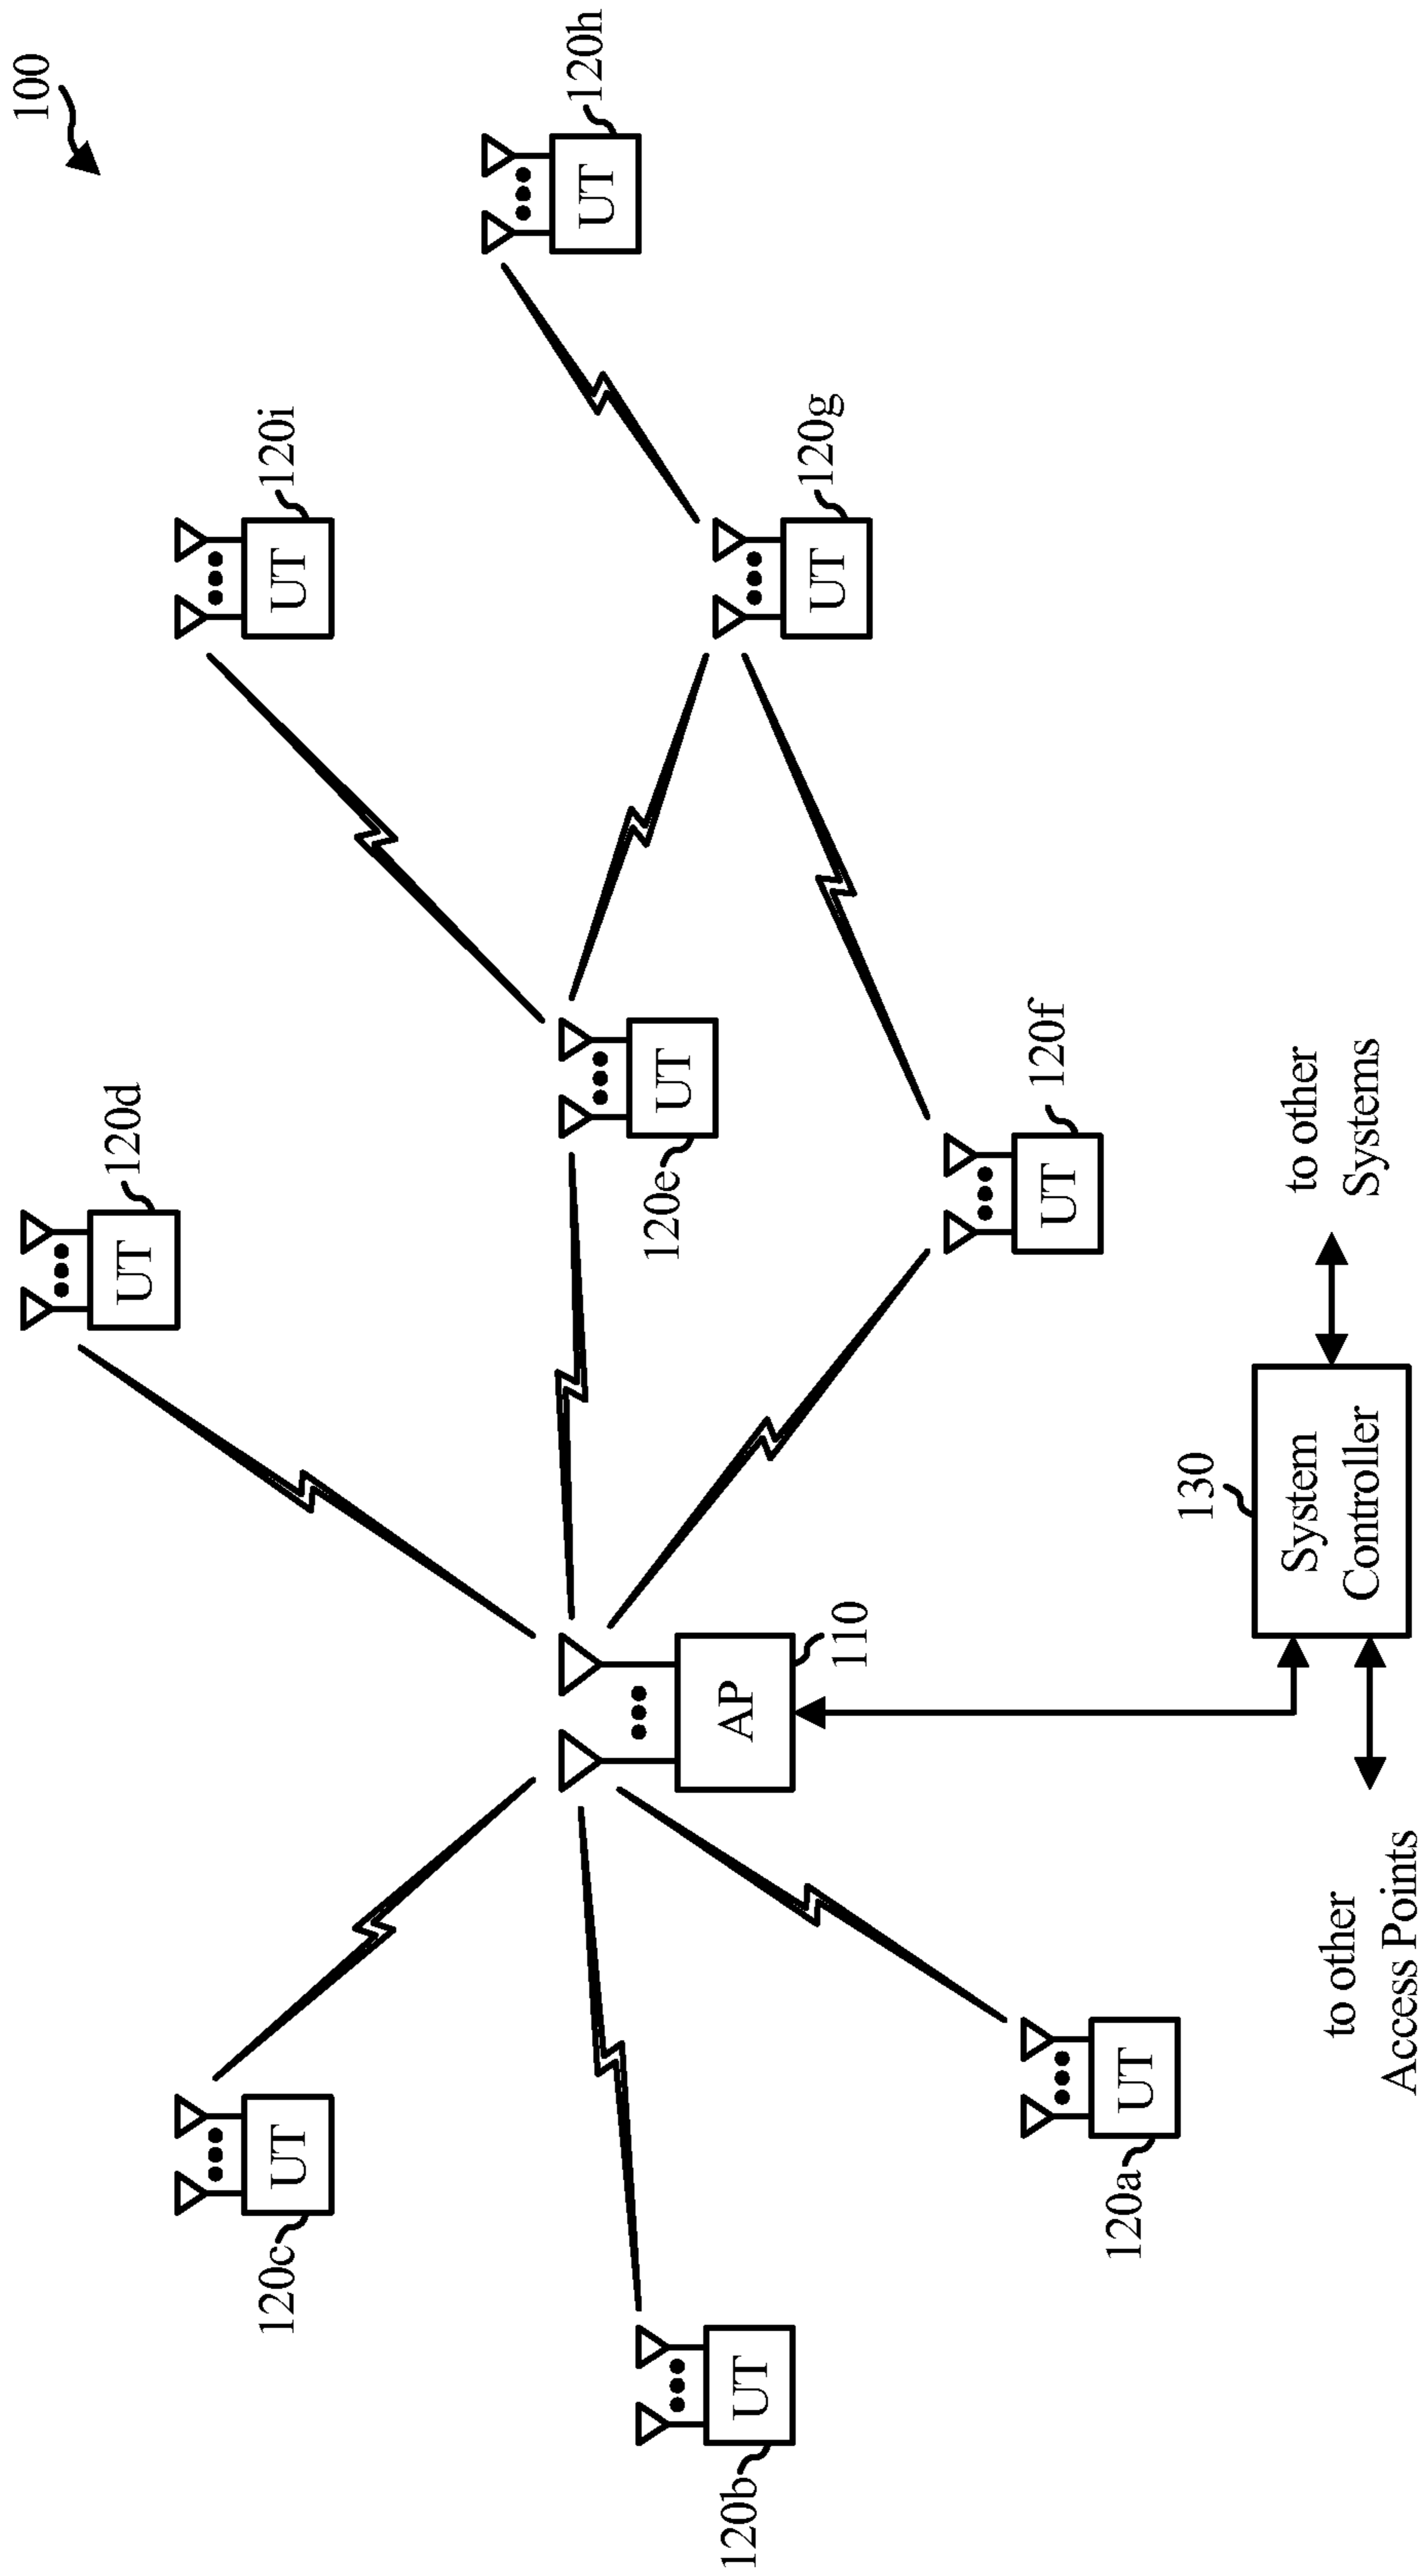 100
120d
UT
120i
UT
120c
UT
120h
UT
120e
UT
AP
110
120b
UT
120g
UT
120f
UT
120a
UT
130
System
Controller
to other
Systems
to other
Access Points